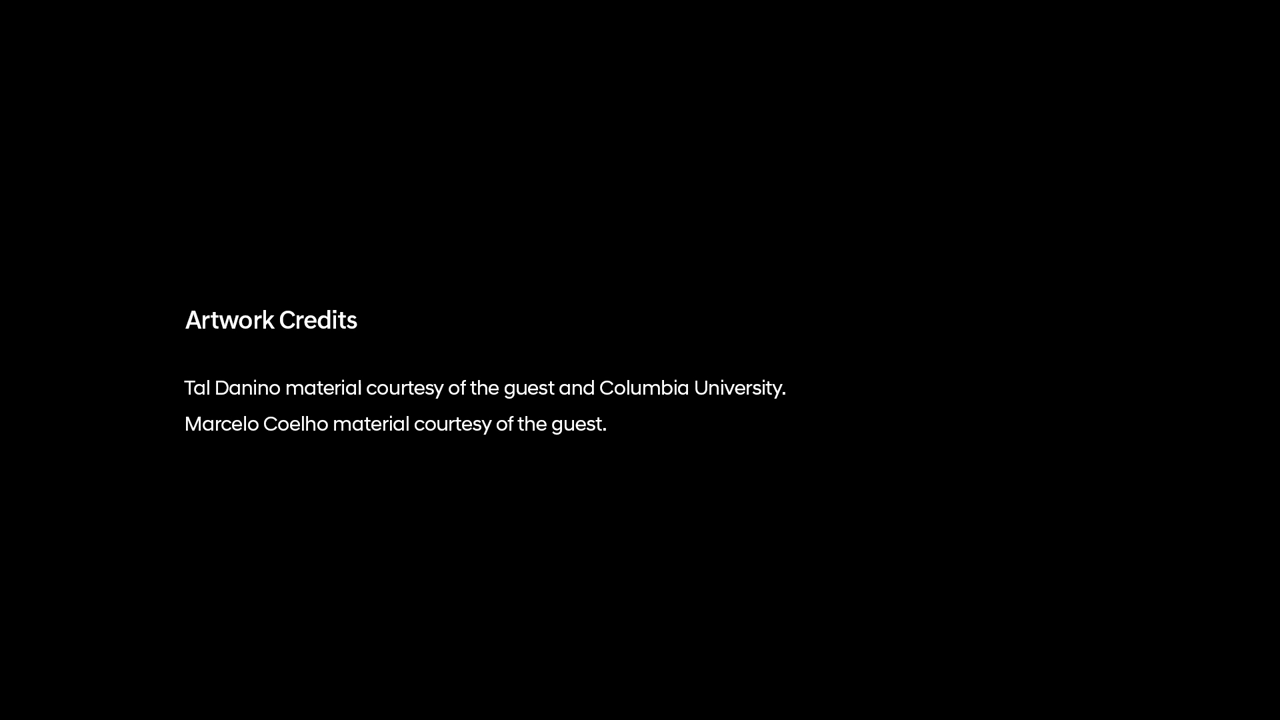 Artwork Credits
Tal Danino material courtesy of the guest and Columbia University.
Marcelo Coelho material courtesy of the guest.